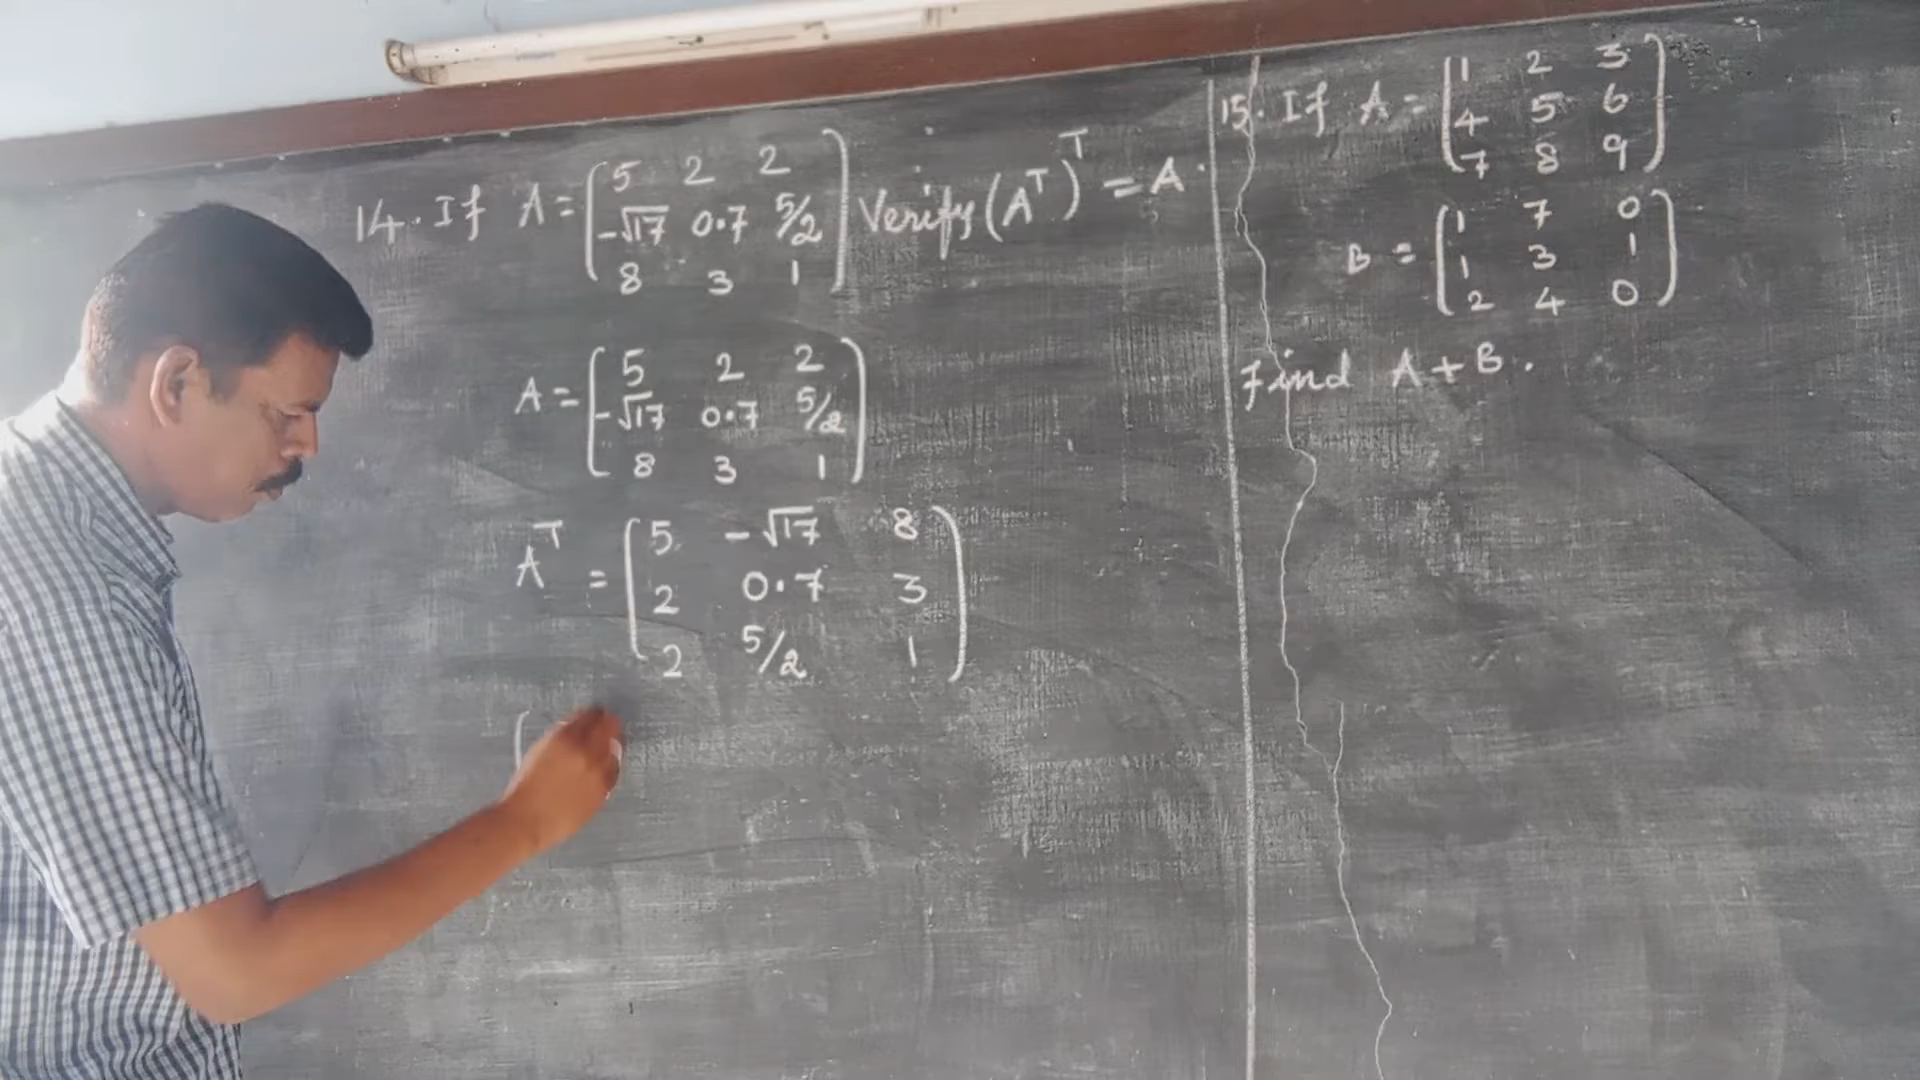 14. If A = (5 2 2
-√17 0.7 5/2
8 3 1) Verify (A^T)^T = A.
A = (5 2 2
-√17 0.7 5/2
8 3 1)
A^T = (5 -√17 8
2 0.7 3
2 5/2 1)
(
15. If A = (1 2 3
4 5 6
7 8 9)
B = (1 7 0
1 3 1
2 4 0)
Find A + B.